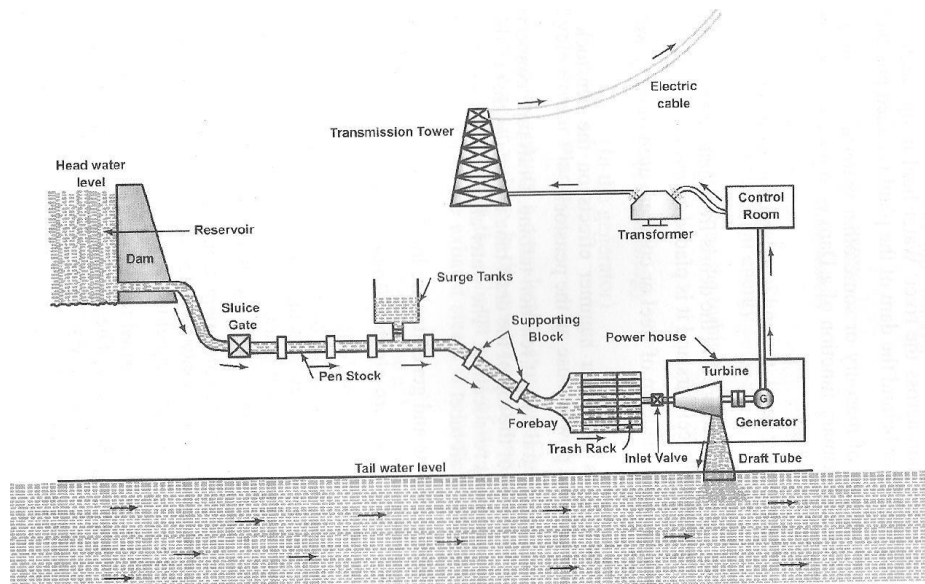 Electric
cable
Transmission Tower
Head water
level
Control
Room
Reservoir
Transformer
Dam
Surge Tanks
Sluice
Gate
Supporting
Block
Power house
Turbine
Pen Stock
G
Forebay
Generator
Trash Rack
Inlet Valve
Draft Tube
Tail water level